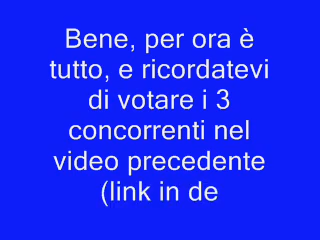 Bene, per ora è
tutto, e ricordatevi
di votare i 3
concorrenti nel
video precedente
(link in de